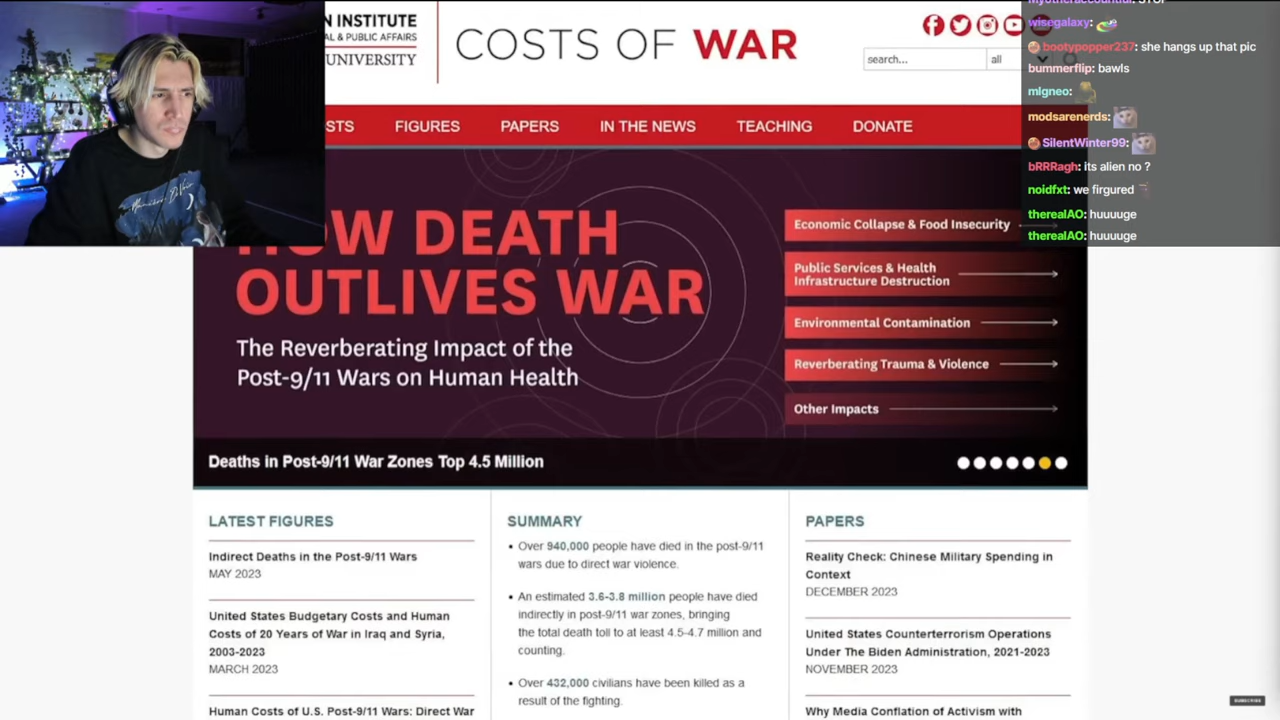 N INSTITUTE
AL & PUBLIC AFFAIRS
UNIVERSITY
COSTS OF WAR
search...
all
STS
FIGURES
PAPERS
IN THE NEWS
TEACHING
DONATE
HOW DEATH
OUTLIVES WAR
The Reverberating Impact of the
Post-9/11 Wars on Human Health
Economic Collapse & Food Insecurity
Public Services & Health
Infrastructure Destruction
Environmental Contamination
Reverberating Trauma & Violence
Other Impacts
Deaths in Post-9/11 War Zones Top 4.5 Million
LATEST FIGURES
Indirect Deaths in the Post-9/11 Wars
MAY 2023
United States Budgetary Costs and Human
Costs of 20 Years of War in Iraq and Syria,
2003-2023
MARCH 2023
Human Costs of U.S. Post-9/11 Wars: Direct War
SUMMARY
• Over 940,000 people have died in the post-9/11
wars due to direct war violence.
• An estimated 3.6-3.8 million people have died
indirectly in post-9/11 war zones, bringing
the total death toll to at least 4.5-4.7 million and
counting.
• Over 432,000 civilians have been killed as a
result of the fighting.
PAPERS
Reality Check: Chinese Military Spending in
Context
DECEMBER 2023
United States Counterterrorism Operations
Under The Biden Administration, 2021-2023
NOVEMBER 2023
Why Media Conflation of Activism with
wisegalaxy:
bootypopper237: she hangs up that pic
bummerflip: bawls
mlgneo:
modsarenerds:
SilentWinter99:
bRRRagh: its alien no ?
noidfxt: we firgured
therealAO: huuuuge
therealAO: huuuuge
SUBSCRIBE